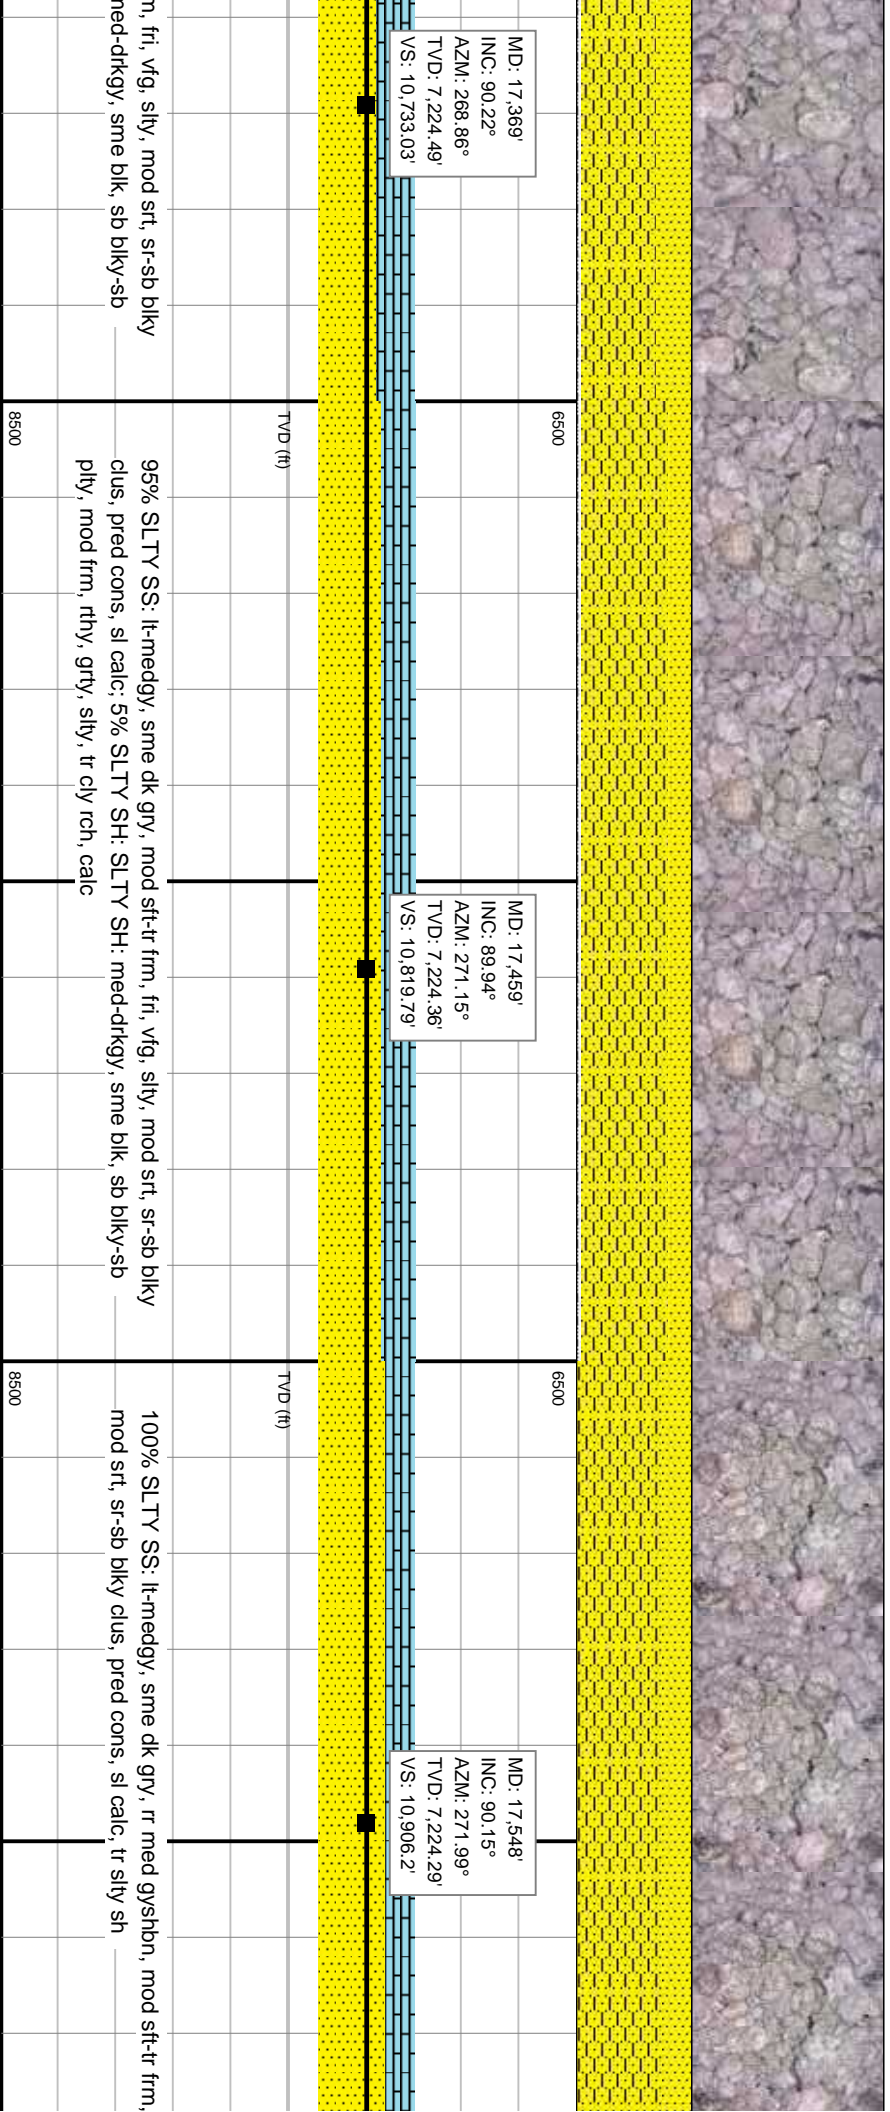 m, fri, vfg, slty, mod srt, sr-sb blky
ned-drkgy, sme blk, sb blky-sb
MD: 17,369'
INC: 90.22°
AZM: 268.86°
TVD: 7,224.49'
VS: 10,733.03'
6500
TVD (ft)
8500
95% SLTY SS: lt-medgy, sme dk gry, mod sft-tr frm, fri, vfg, slty, mod srt, sr-sb blky
clus, pred cons, sl calc; 5% SLTY SH: SLTY SH: med-drkgy, sme blk, sb blky-sb
plty, mod frm, rthy, grty, slty, tr cly rch, calc
MD: 17,459'
INC: 89.94°
AZM: 271.15°
TVD: 7,224.36'
VS: 10,819.79'
6500
TVD (ft)
8500
100% SLTY SS: lt-medgy, sme dk gry, rr med gyshbn, mod sft-tr frm,
mod srt, sr-sb blky clus, pred cons, sl calc, tr slty sh
MD: 17,548'
INC: 90.15°
AZM: 271.99°
TVD: 7,224.29'
VS: 10,906.2'